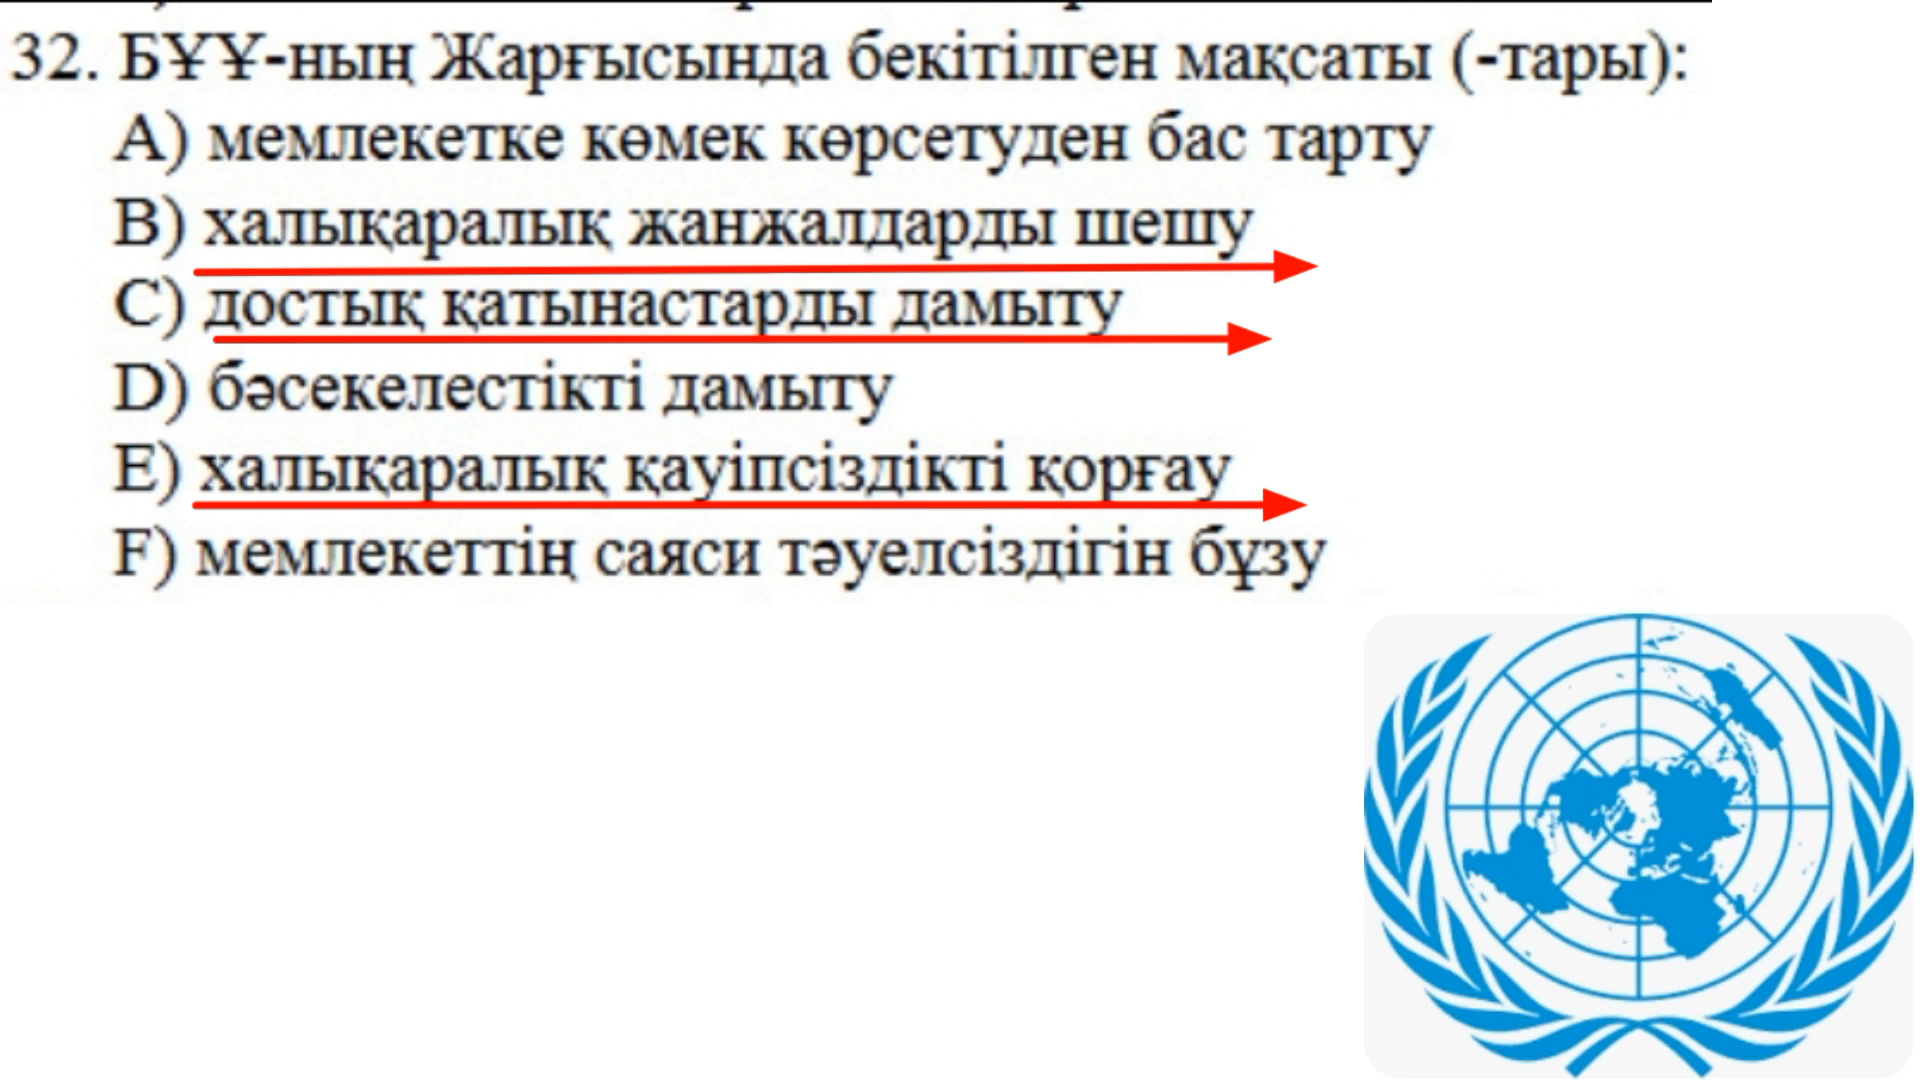 32. БҰҰ-ның Жарғысында бекітілген мақсаты (-тары):
A) мемлекетке көмек көрсетуден бас тарту
B) халықаралық жанжалдарды шешу
C) достық қатынастарды дамыту
D) бәсекелестікті дамыту
E) халықаралық қауіпсіздікті қорғау
F) мемлекеттің саяси тәуелсіздігін бұзу